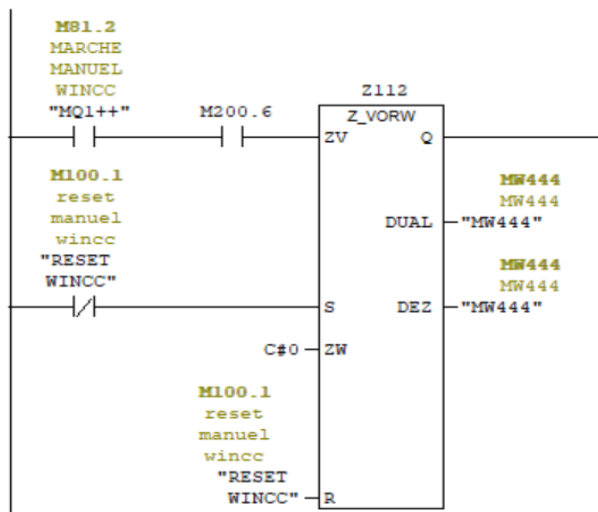 M81.2
MARCHE
MANUEL
WINCC
"MQ1++"
M200.6
Z112
Z_VORW
ZV
Q
M100.1
reset
manuel
wincc
"RESET
WINCC"
MW444
MW444
DUAL
"MW444"
MW444
MW444
S
DEZ
"MW444"
C#0
ZW
M100.1
reset
manuel
wincc
"RESET
WINCC"
R